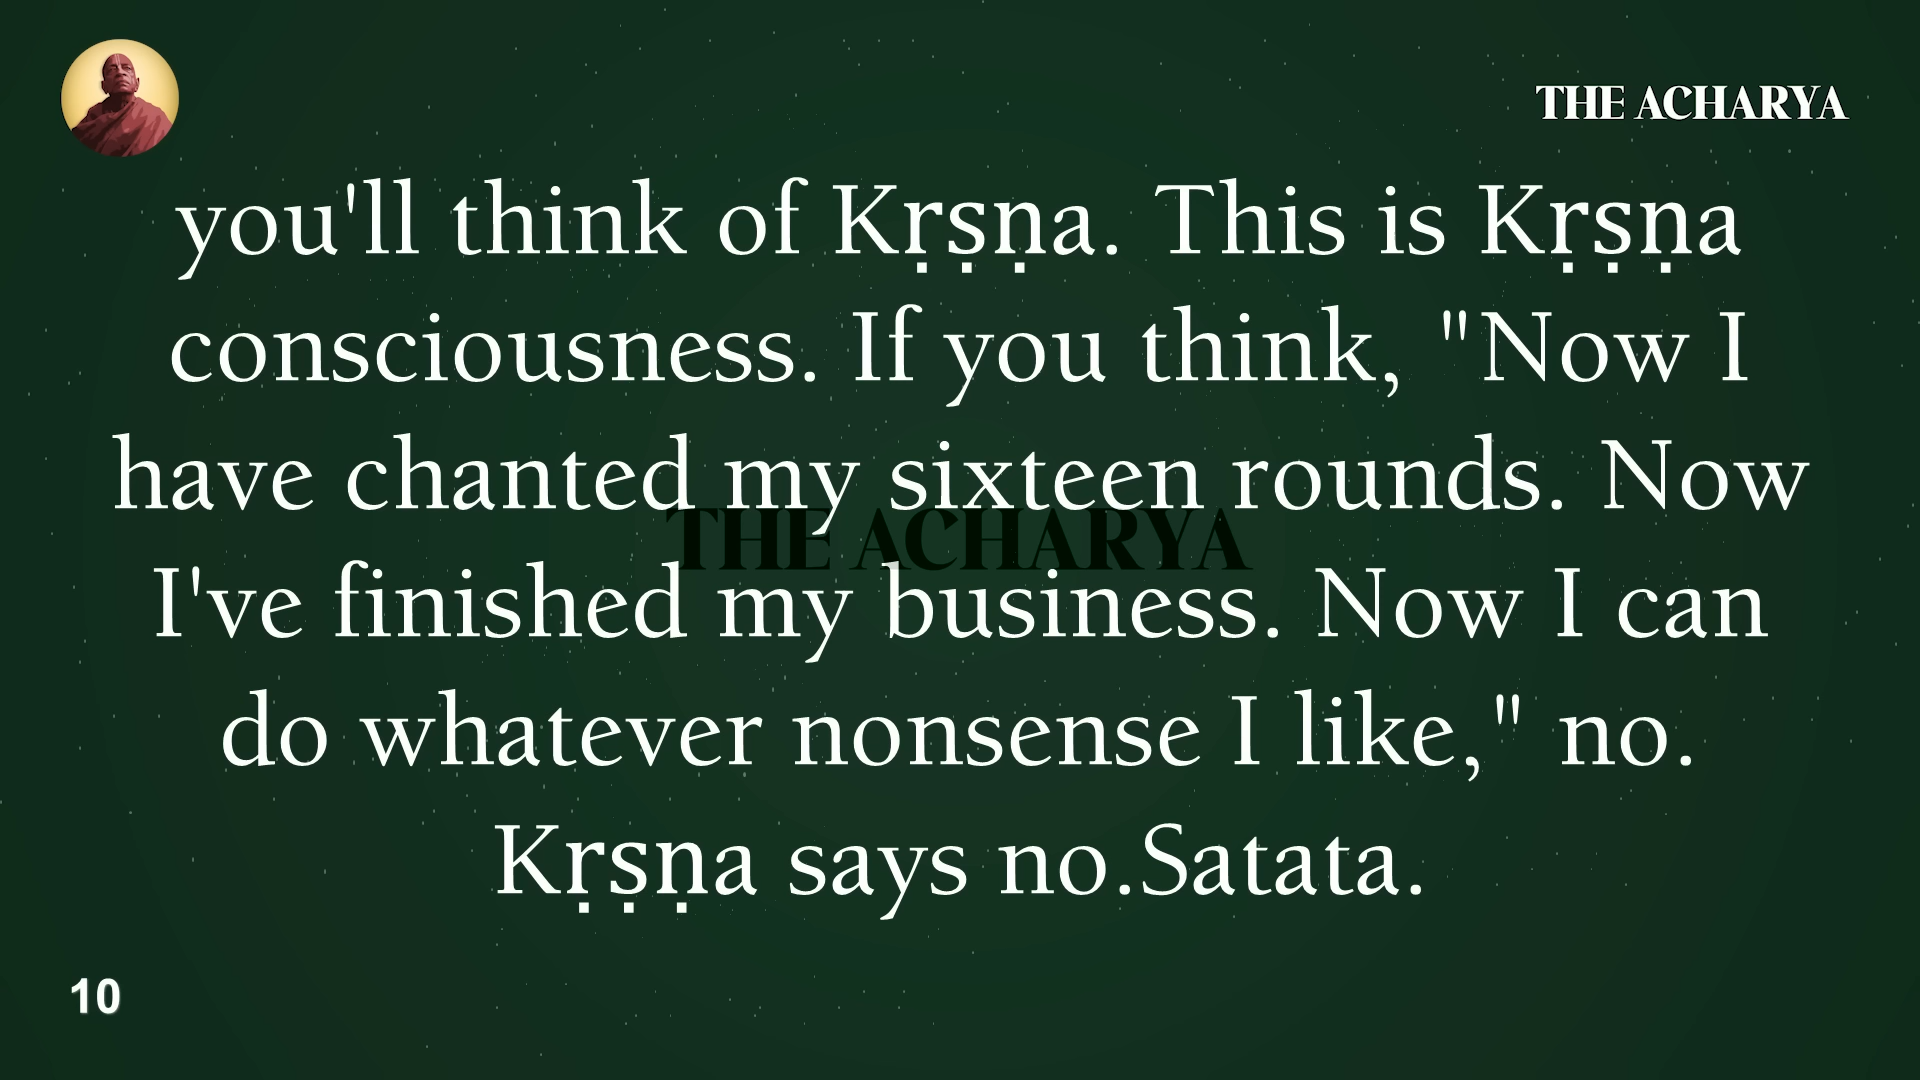 THE ACHARYA
you'll think of Kṛṣṇa. This is Kṛṣṇa
consciousness. If you think, "Now I
have chanted my sixteen rounds. Now
THE ACHARYA
I've finished my business. Now I can
do whatever nonsense I like," no.
Kṛṣṇa says no.Satata.
10